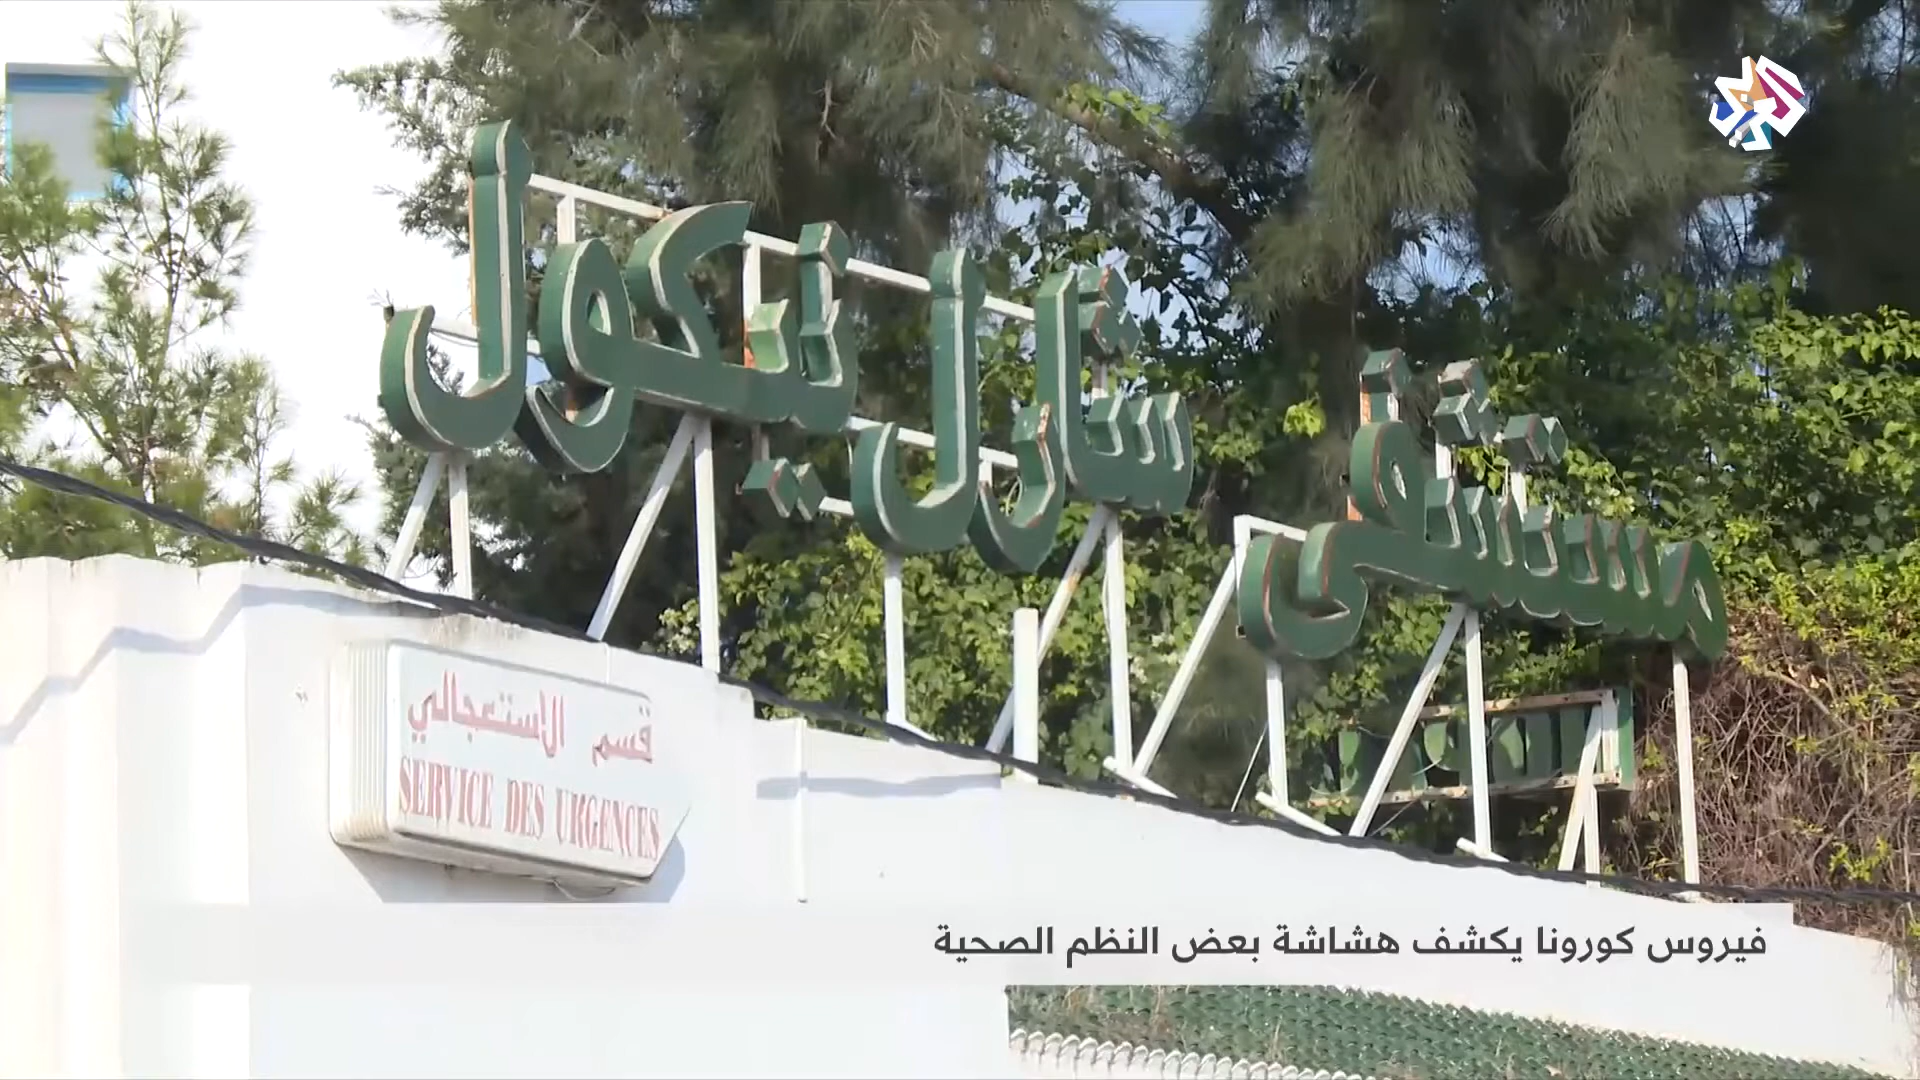 مستشفى شارل نيكول
قسم الاستعجالي
SERVICE DES URGENCES
فيروس كورونا يكشف هشاشة بعض النظم الصحية